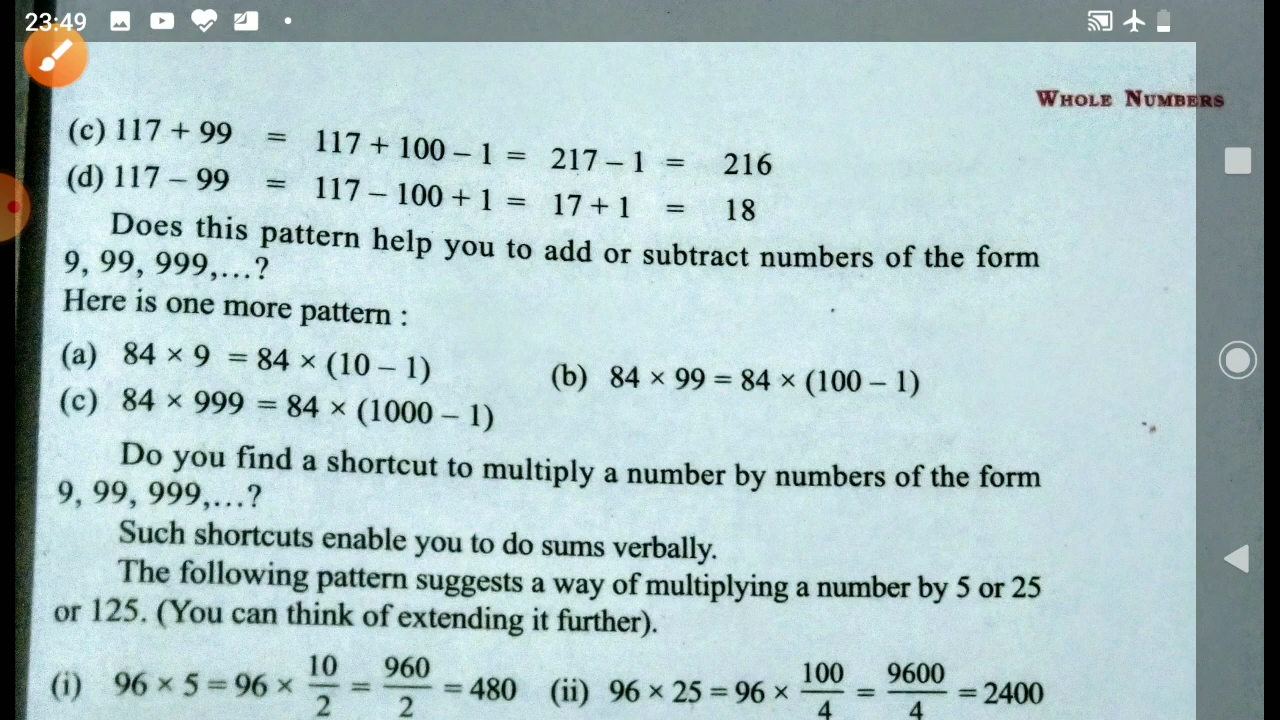 23:49
WHOLE NUMBERS
(c) 117 + 99 = 117 + 100 – 1 = 217 – 1 = 216
(d) 117 – 99 = 117 – 100 + 1 = 17 + 1 = 18
Does this pattern help you to add or subtract numbers of the form
9, 99, 999,...?
Here is one more pattern :
(a) 84 × 9 = 84 × (10 – 1) (b) 84 × 99 = 84 × (100 – 1)
(c) 84 × 999 = 84 × (1000 – 1)
Do you find a shortcut to multiply a number by numbers of the form
9, 99, 999,...?
Such shortcuts enable you to do sums verbally.
The following pattern suggests a way of multiplying a number by 5 or 25
or 125. (You can think of extending it further).
(i) 96 × 5 = 96 × 10/2 = 960/2 = 480 (ii) 96 × 25 = 96 × 100/4 = 9600/4 = 2400